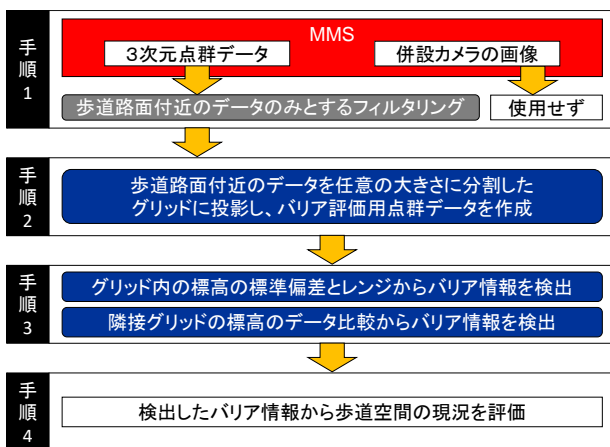 手順1
MMS
３次元点群データ
併設カメラの画像
歩道路面付近のデータのみとするフィルタリング
使用せず
手順2
歩道路面付近のデータを任意の大きさに分割した
グリッドに投影し、バリア評価用点群データを作成
手順3
グリッド内の標高の標準偏差とレンジからバリア情報を検出
隣接グリッドの標高のデータ比較からバリア情報を検出
手順4
検出したバリア情報から歩道空間の現況を評価